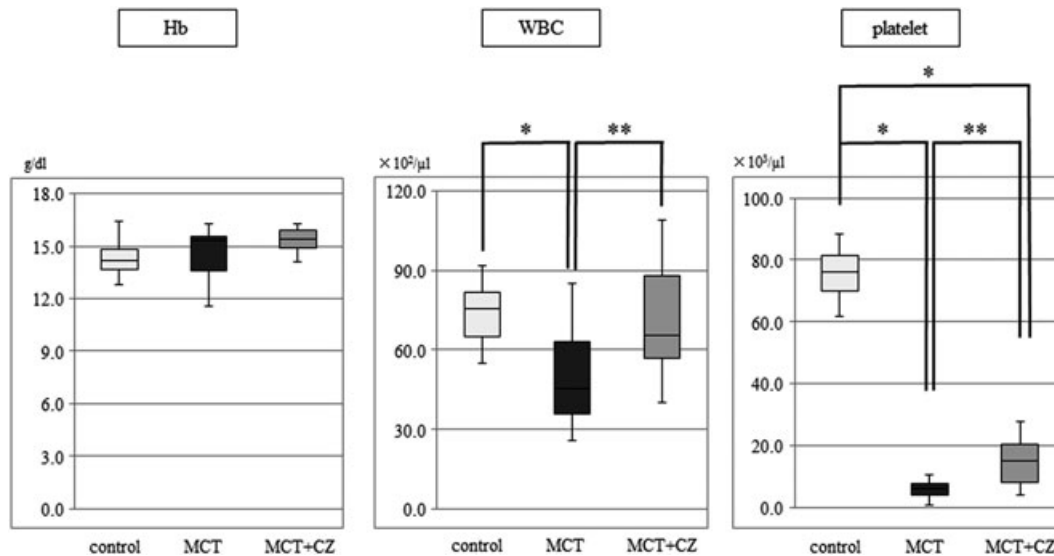 Hb
WBC
platelet
*
* **
* **
g/dl
×10²/μl
×10³/μl
18.0
15.0
12.0
9.0
6.0
3.0
0.0
120.0
90.0
60.0
30.0
0.0
100.0
80.0
60.0
40.0
20.0
0.0
control MCT MCT+CZ
control MCT MCT+CZ
control MCT MCT+CZ